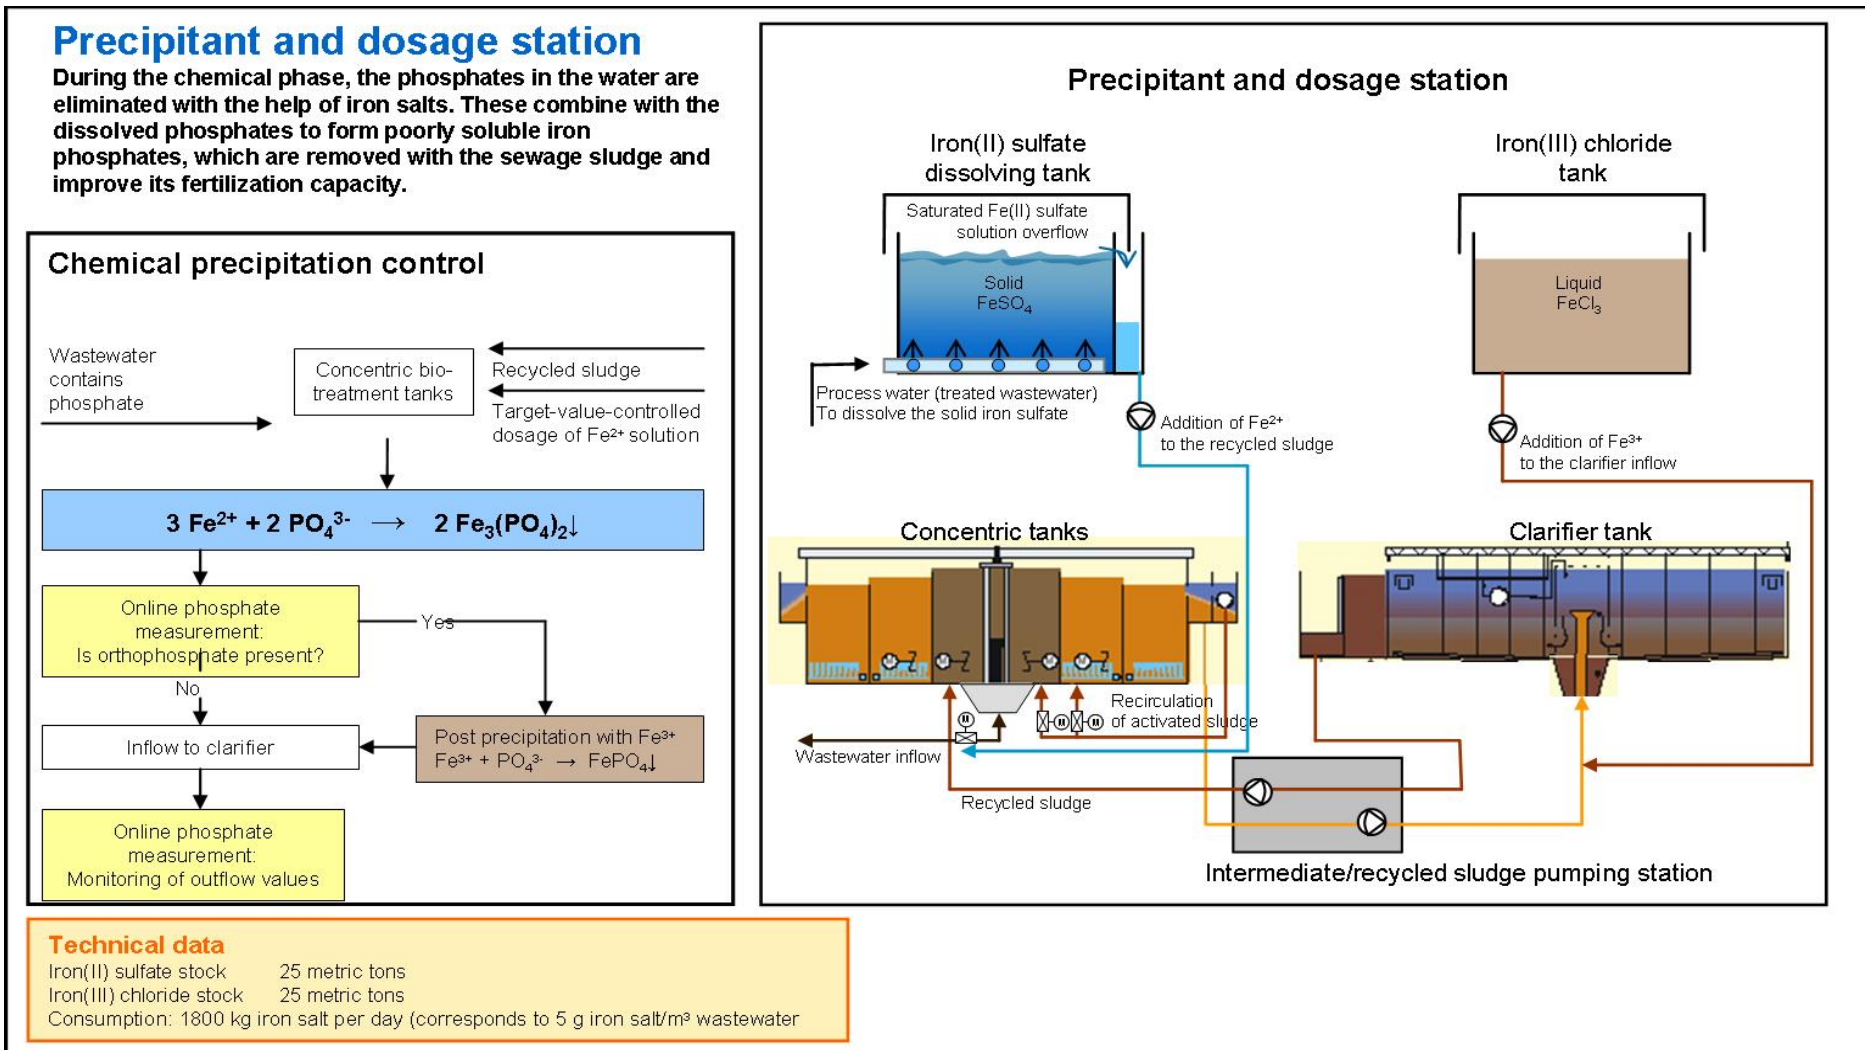 Precipitant and dosage station
During the chemical phase, the phosphates in the water are
eliminated with the help of iron salts. These combine with the
dissolved phosphates to form poorly soluble iron
phosphates, which are removed with the sewage sludge and
improve its fertilization capacity.
Chemical precipitation control
Wastewater
contains
phosphate
Concentric bio-
treatment tanks
Recycled sludge
Target-value-controlled
dosage of Fe²⁺ solution
3 Fe²⁺ + 2 PO₄³⁻ → 2 Fe₃(PO₄)₂↓
Online phosphate
measurement:
Is orthophosphate present?
Yes
No
Inflow to clarifier
Post precipitation with Fe³⁺
Fe³⁺ + PO₄³⁻ → FePO₄↓
Online phosphate
measurement:
Monitoring of outflow values
Technical data
Iron(II) sulfate stock 25 metric tons
Iron(III) chloride stock 25 metric tons
Consumption: 1800 kg iron salt per day (corresponds to 5 g iron salt/m³ wastewater
Precipitant and dosage station
Iron(II) sulfate
dissolving tank
Saturated Fe(II) sulfate
solution overflow
Solid
FeSO₄
Process water (treated wastewater)
To dissolve the solid iron sulfate
Addition of Fe²⁺
to the recycled sludge
Iron(III) chloride
tank
Liquid
FeCl₃
Addition of Fe³⁺
to the clarifier inflow
Concentric tanks
M
M
M
M
Clarifier tank
Recirculation
of activated sludge
M
M
M
Wastewater inflow
Recycled sludge
Intermediate/recycled sludge pumping station